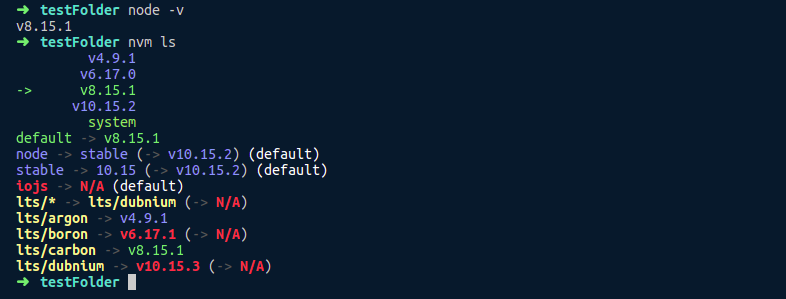 ➜ testFolder node -v
v8.15.1
➜ testFolder nvm ls
v4.9.1
v6.17.0
-> v8.15.1
v10.15.2
system
default -> v8.15.1
node -> stable (-> v10.15.2) (default)
stable -> 10.15 (-> v10.15.2) (default)
iojs -> N/A (default)
lts/* -> lts/dubnium (-> N/A)
lts/argon -> v4.9.1
lts/boron -> v6.17.1 (-> N/A)
lts/carbon -> v8.15.1
lts/dubnium -> v10.15.3 (-> N/A)
➜ testFolder